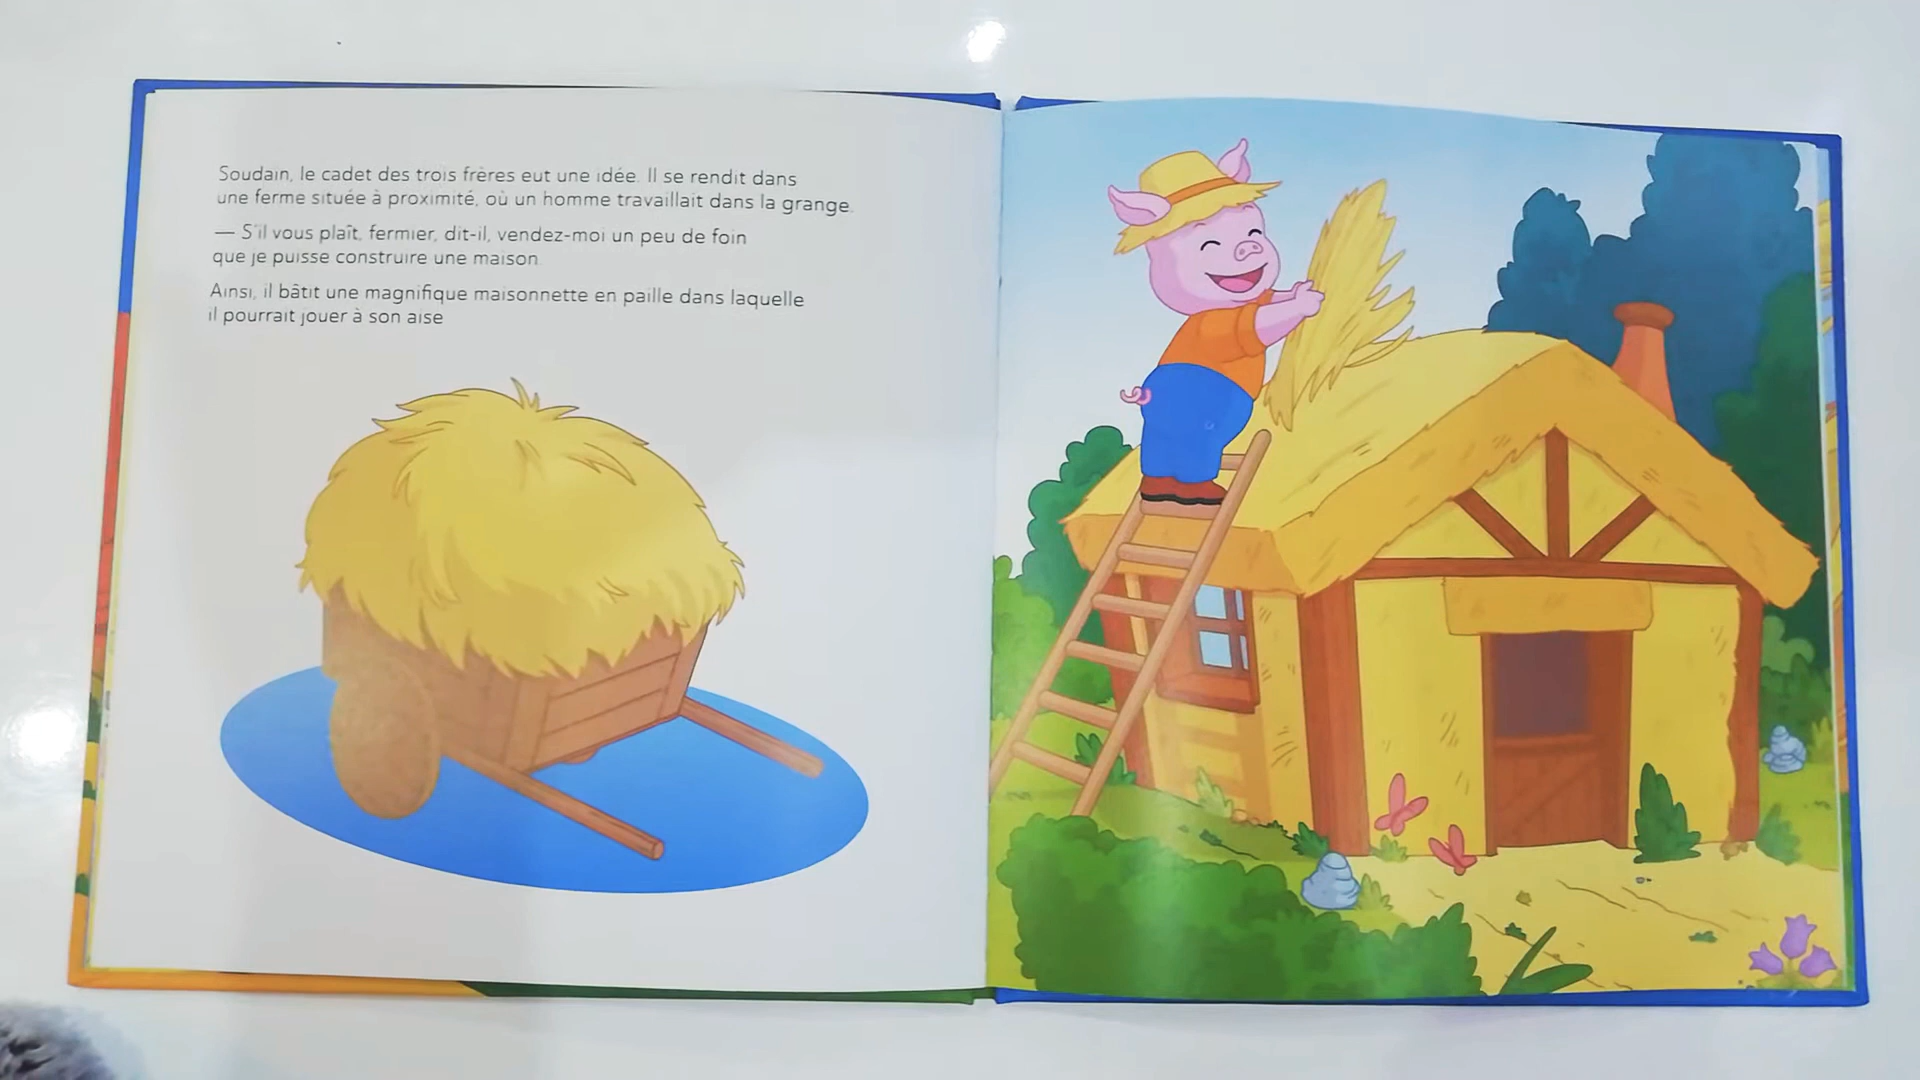 Soudain, le cadet des trois frères eut une idée. Il se rendit dans
une ferme située à proximité, où un homme travaillait dans la grange.
— S'il vous plaît, fermier, dit-il, vendez-moi un peu de foin
que je puisse construire une maison.
Ainsi, il bâtit une magnifique maisonnette en paille dans laquelle
il pourrait jouer à son aise